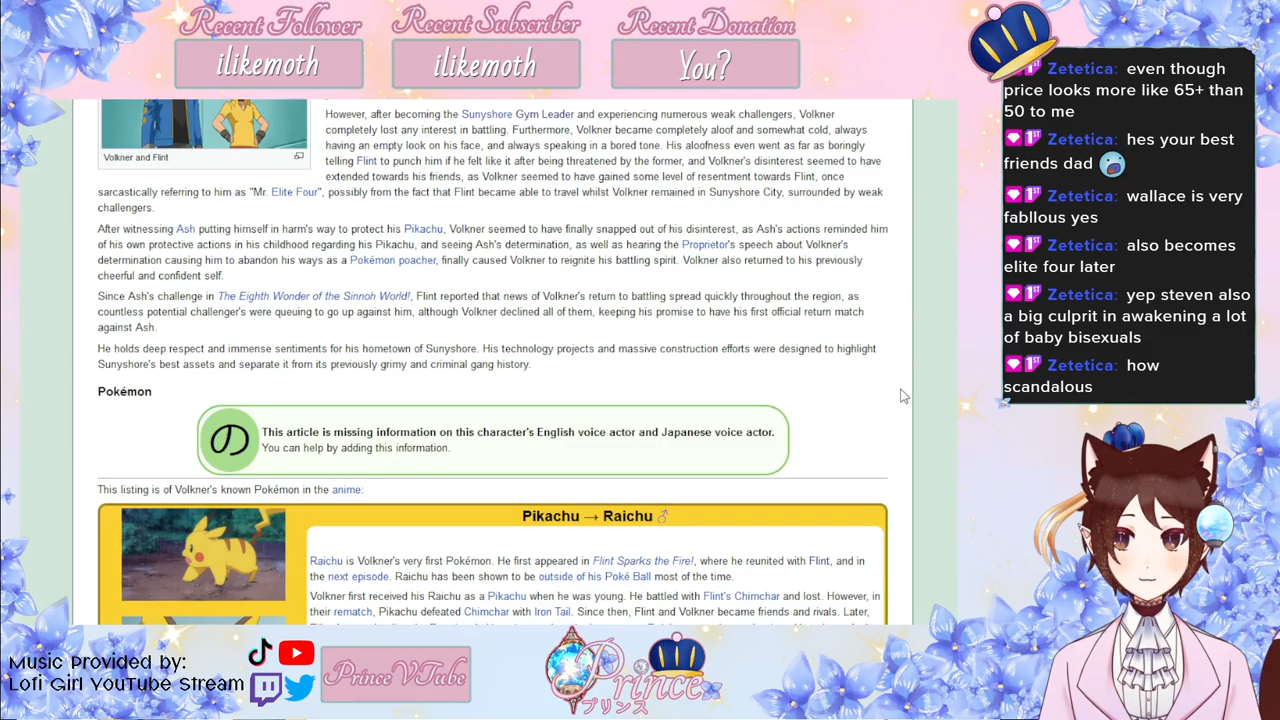 Recent Follower
ilikemoth
Recent Subscriber
ilikemoth
Recent Donation
You?
However, after becoming the Sunyshore Gym Leader and experiencing numerous weak challengers, Volkner
completely lost any interest in battling. Furthermore, Volkner became completely aloof and somewhat cold, always
having an empty look on his face, and always speaking in a bored tone. His aloofness even went as far as boringly
telling Flint to punch him if he felt like it after being threatened by the former, and Volkner's disinterest seemed to have
extended towards his friends, as Volkner seemed to have gained some level of resentment towards Flint, once
Volkner and Flint
sarcastically referring to him as "Mr. Elite Four", possibly from the fact that Flint became able to travel whilst Volkner remained in Sunyshore City, surrounded by weak
challengers.
After witnessing Ash putting himself in harm's way to protect his Pikachu, Volkner seemed to have finally snapped out of his disinterest, as Ash's actions reminded him
of his own protective actions in his childhood regarding his Pikachu, and seeing Ash's determination, as well as hearing the Proprietor's speech about Volkner's
determination causing him to abandon his ways as a Pokémon poacher, finally caused Volkner to reignite his battling spirit. Volkner also returned to his previously
cheerful and confident self.
Since Ash's challenge in The Eighth Wonder of the Sinnoh World!, Flint reported that news of Volkner's return to battling spread quickly throughout the region, as
countless potential challenger's were queuing to go up against him, although Volkner declined all of them, keeping his promise to have his first official return match
against Ash.
He holds deep respect and immense sentiments for his hometown of Sunyshore. His technology projects and massive construction efforts were designed to highlight
Sunyshore's best assets and separate it from its previously grimy and criminal gang history.
Pokémon
の
This article is missing information on this character's English voice actor and Japanese voice actor.
You can help by adding this information.
This listing is of Volkner's known Pokémon in the anime:
Pikachu → Raichu ♂
Raichu is Volkner's very first Pokémon. He first appeared in Flint Sparks the Fire!, where he reunited with Flint, and in
the next episode. Raichu has been shown to be outside of his Poké Ball most of the time.
Volkner first received his Raichu as a Pikachu when he was young. He battled with Flint's Chimchar and lost. However, in
their rematch, Pikachu defeated Chimchar with Iron Tail. Since then, Flint and Volkner became friends and rivals. Later,
1st Zetetica: even though
price looks more like 65+ than
50 to me
1st Zetetica: hes your best
friends dad
1st Zetetica: wallace is very
fabllous yes
1st Zetetica: also becomes
elite four later
1st Zetetica: yep steven also
a big culprit in awakening a lot
of baby bisexuals
1st Zetetica: how
scandalous
Music Provided by:
Lofi Girl YouTube Stream
PrinceVTube
Prince
プリンス